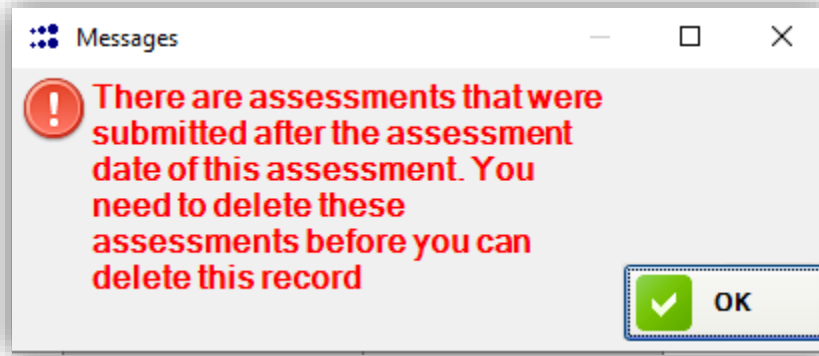 Messages
There are assessments that were
submitted after the assessment
date of this assessment. You
need to delete these
assessments before you can
delete this record
OK